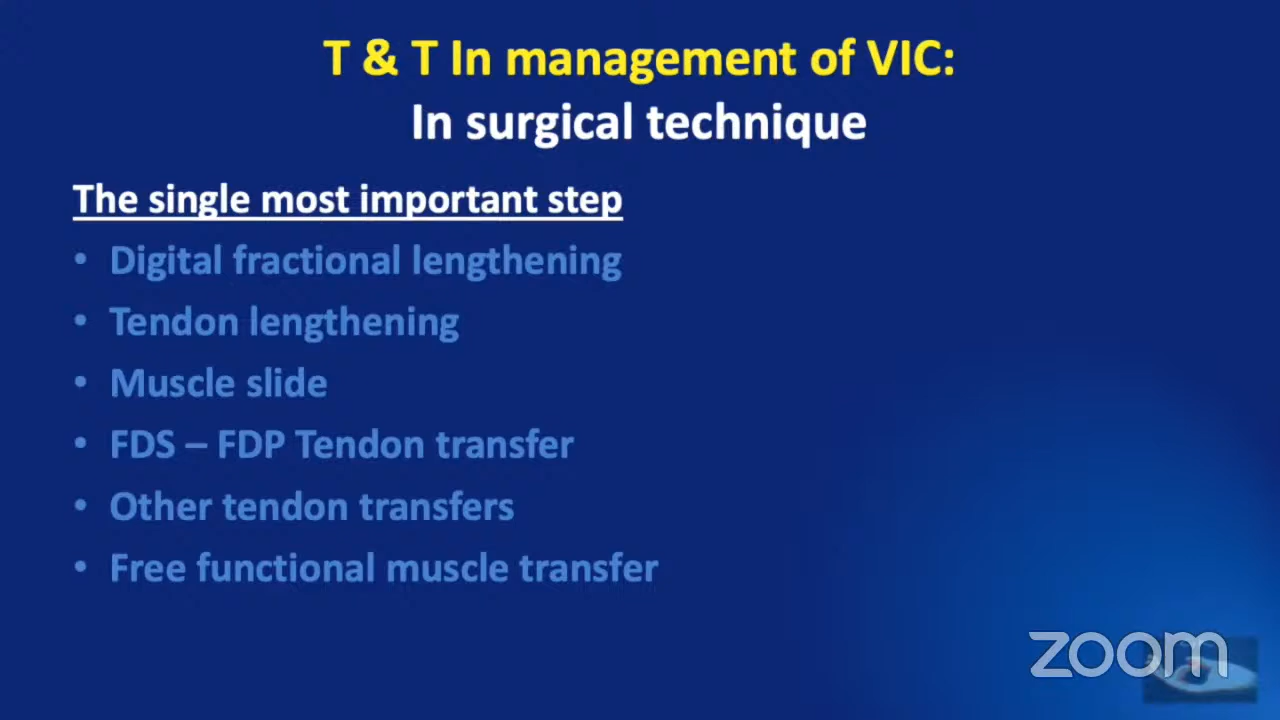 T & T In management of VIC:
In surgical technique
The single most important step
• Digital fractional lengthening
• Tendon lengthening
• Muscle slide
• FDS – FDP Tendon transfer
• Other tendon transfers
• Free functional muscle transfer
zoom